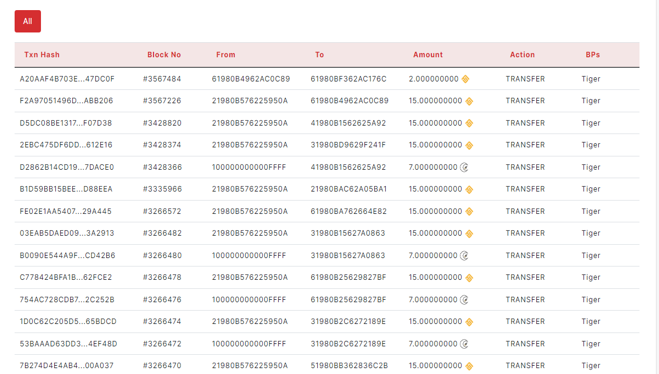 All
Txn Hash Block No From To Amount Action BPs
A20AAF4B703E...47DC0F #3567484 61980B4962AC0C89 61980BF362AC176C 2.000000000 TRANSFER Tiger
F2A97051496D...ABB206 #3567226 21980B576225950A 61980B4962AC0C89 15.000000000 TRANSFER Tiger
D5DC08BE1317...F07D38 #3428820 21980B576225950A 41980B1562625A92 15.000000000 TRANSFER Tiger
2EBC475DF6DD...612E16 #3428374 21980B576225950A 31980BD9629F241F 15.000000000 TRANSFER Tiger
D2862B14CD19...7DACE0 #3428366 100000000000FFFF 41980B1562625A92 7.000000000 TRANSFER Tiger
B1D59BB15BEE...D88EEA #3335966 21980B576225950A 21980BAC62A05BA1 15.000000000 TRANSFER Tiger
FE02E1AA5407...29A445 #3266572 21980B576225950A 61980BA762664E82 15.000000000 TRANSFER Tiger
03EAB5DAED09...3A2913 #3266482 21980B576225950A 31980B15627A0863 15.000000000 TRANSFER Tiger
B0090E544A9F...CD42B6 #3266480 100000000000FFFF 31980B15627A0863 7.000000000 TRANSFER Tiger
C778424BFA1B...62FCE2 #3266478 21980B576225950A 61980B25629827BF 15.000000000 TRANSFER Tiger
754AC728CDB7...2C252B #3266476 100000000000FFFF 61980B25629827BF 7.000000000 TRANSFER Tiger
1D0C62C205D5...65BDCD #3266474 21980B576225950A 31980B2C6272189E 15.000000000 TRANSFER Tiger
53BAAAD63DD3...4EF48D #3266472 100000000000FFFF 31980B2C6272189E 7.000000000 TRANSFER Tiger
7B274D4E4AB4...00A037 #3266470 21980B576225950A 51980BB362836C2B 15.000000000 TRANSFER Tiger